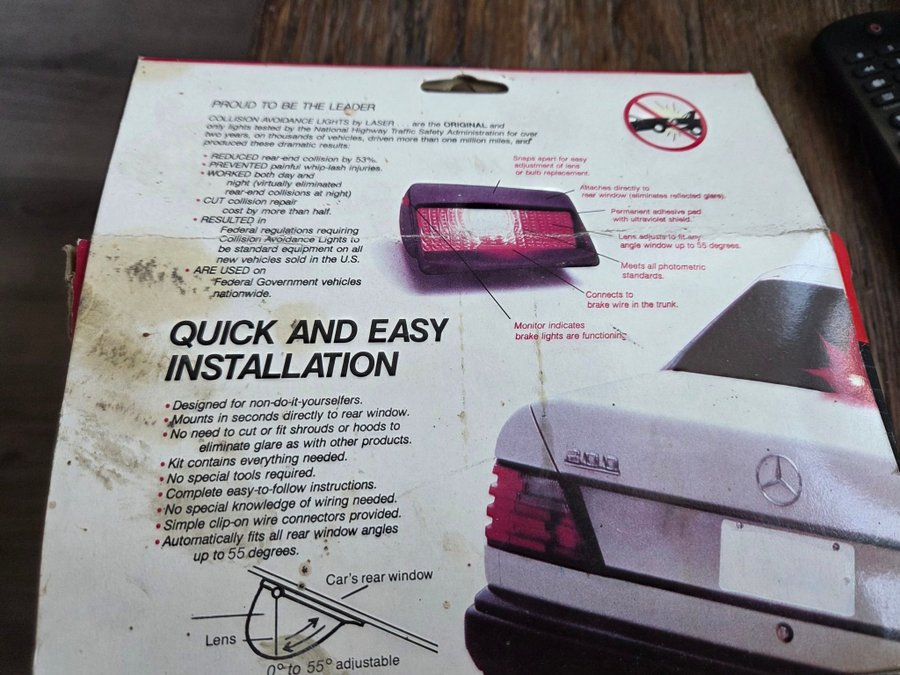 PROUD TO BE THE LEADER
COLLISION AVOIDANCE LIGHTS by LASER . . . are the ORIGINAL and
only lights tested by the National Highway Traffic Safety Administration for over
two years, on thousands of vehicles, driven more than one million miles, and
produced these dramatic results:
• REDUCED rear-end collision by 53%.
• PREVENTED painful whip-lash injuries.
• WORKED both day and
night (virtually eliminated
rear-end collisions at night)
• CUT collision repair
cost by more than half.
• RESULTED in
Federal regulations requiring
Collision Avoidance Lights to
be standard equipment on all
new vehicles sold in the U.S.
• ARE USED on
Federal Government vehicles
nationwide.
Snaps apart for easy
adjustment of lens
or bulb replacement.
Attaches directly to
rear window (eliminates reflected glare).
Permanent adhesive pad
with ultraviolet shield.
Lens adjusts to fit any
angle window up to 55 degrees.
Meets all photometric
standards.
Connects to
brake wire in the trunk.
Monitor indicates
brake lights are functioning.
QUICK AND EASY
INSTALLATION
• Designed for non-do-it-yourselfers.
• Mounts in seconds directly to rear window.
• No need to cut or fit shrouds or hoods to
eliminate glare as with other products.
• Kit contains everything needed.
• No special tools required.
• Complete easy-to-follow instructions.
• No special knowledge of wiring needed.
• Simple clip-on wire connectors provided.
• Automatically fits all rear window angles
up to 55 degrees.
Car's rear window
Lens
0° to 55° adjustable